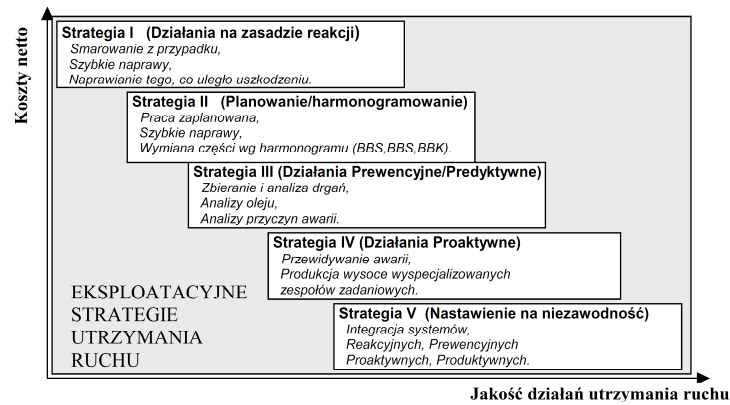 Koszty netto
Strategia I (Działania na zasadzie reakcji)
Smarowanie z przypadku,
Szybkie naprawy,
Naprawianie tego, co uległo uszkodzeniu.
Strategia II (Planowanie/harmonogramowanie)
Praca zaplanowana,
Szybkie naprawy,
Wymiana części wg harmonogramu (BBS,BBS,BBK).
Strategia III (Działania Prewencyjne/Predyktywne)
Zbieranie i analiza drgań,
Analizy oleju,
Analizy przyczyn awarii.
Strategia IV (Działania Proaktywne)
Przewidywanie awarii,
Produkcja wysoce wyspecjalizowanych
zespołów zadaniowych.
Strategia V (Nastawienie na niezawodność)
Integracja systemów,
Reakcyjnych, Prewencyjnych
Proaktywnych, Produktywnych.
EKSPLOATACYJNE
STRATEGIE
UTRZYMANIA
RUCHU
Jakość działań utrzymania ruchu